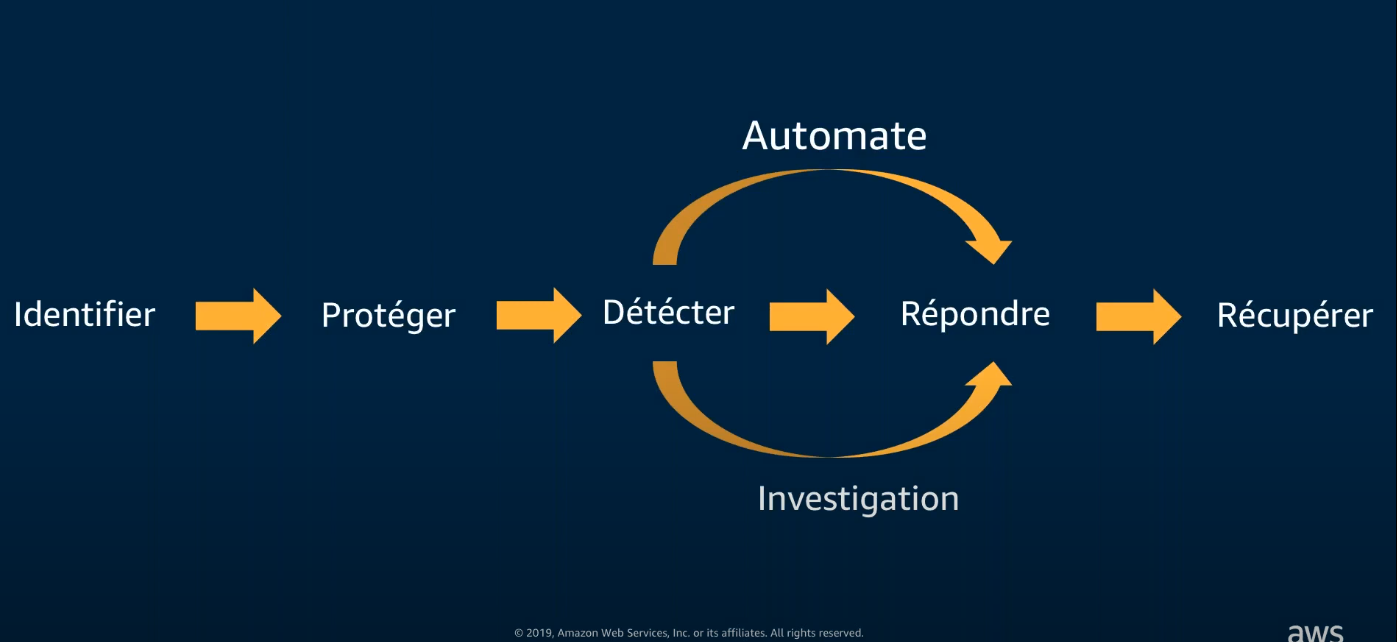 Automate
Identifier Protéger Détécter Répondre Récupérer
Investigation
© 2019, Amazon Web Services, Inc. or its affiliates. All rights reserved.
aws